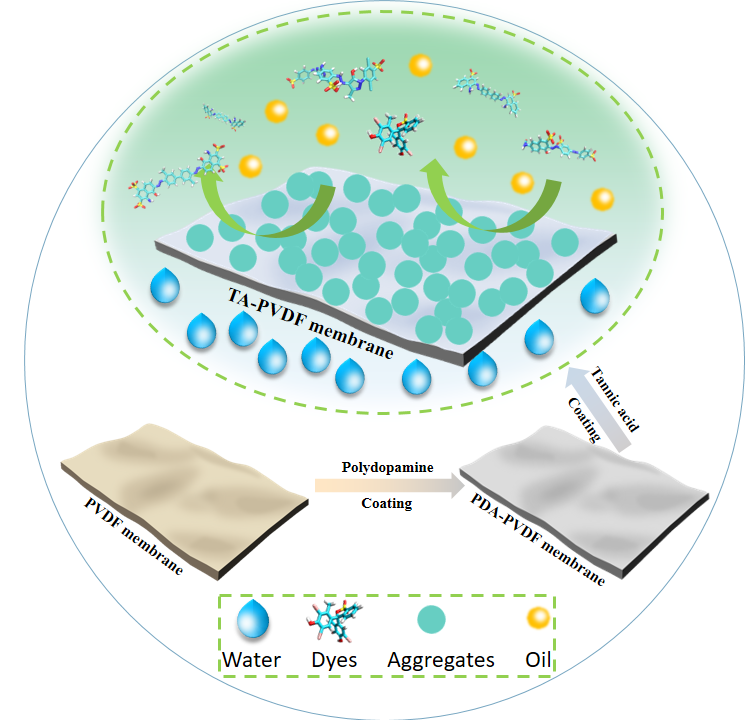 TA-PVDF membrane
Tannic acid
Coating
Polydopamine
Coating
PVDF membrane
PDA-PVDF membrane
Water Dyes Aggregates Oil